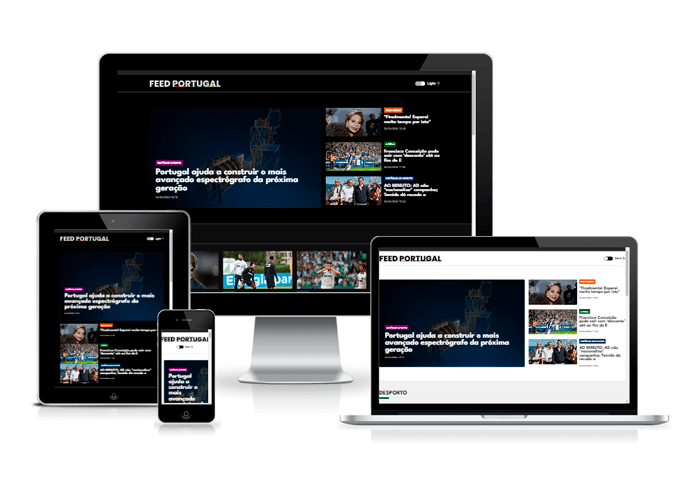 FEED PORTUGAL
Light
"Finalmente! Esperei
muito tempo por isto"
Portugal ajuda a construir o mais
avançado espectrógrafo da próxima
geração
Francisco Conceição
pode sair com 'desconto' até
ao fim de E
AO MINUTO: AD não
"nacionalizar" campanha;
Temido dá recado a
FEED PORTUGAL
Light
Portugal ajuda a construir o mais
avançado espectrógrafo da
próxima geração
"Finalmente! Esperei muito tempo
por isto"
Francisco Conceição pode sair com
'desconto' até ao fim de E
AO MINUTO: AD não "nacionalizar"
campanha; Temido dá recado a
FEED PORTUGAL
Portugal
ajuda a
construir o
mais
avançado
FEED PORTUGAL
Dark
Portugal ajuda a construir o mais
avançado espectrógrafo da próxima
geração
"Finalmente! Esperei
muito tempo por isto"
Francisco Conceição
pode sair com 'desconto'
até ao fim de E
AO MINUTO: AD não
"nacionalizar"
campanha; Temido dá
recado a
DESPORTO